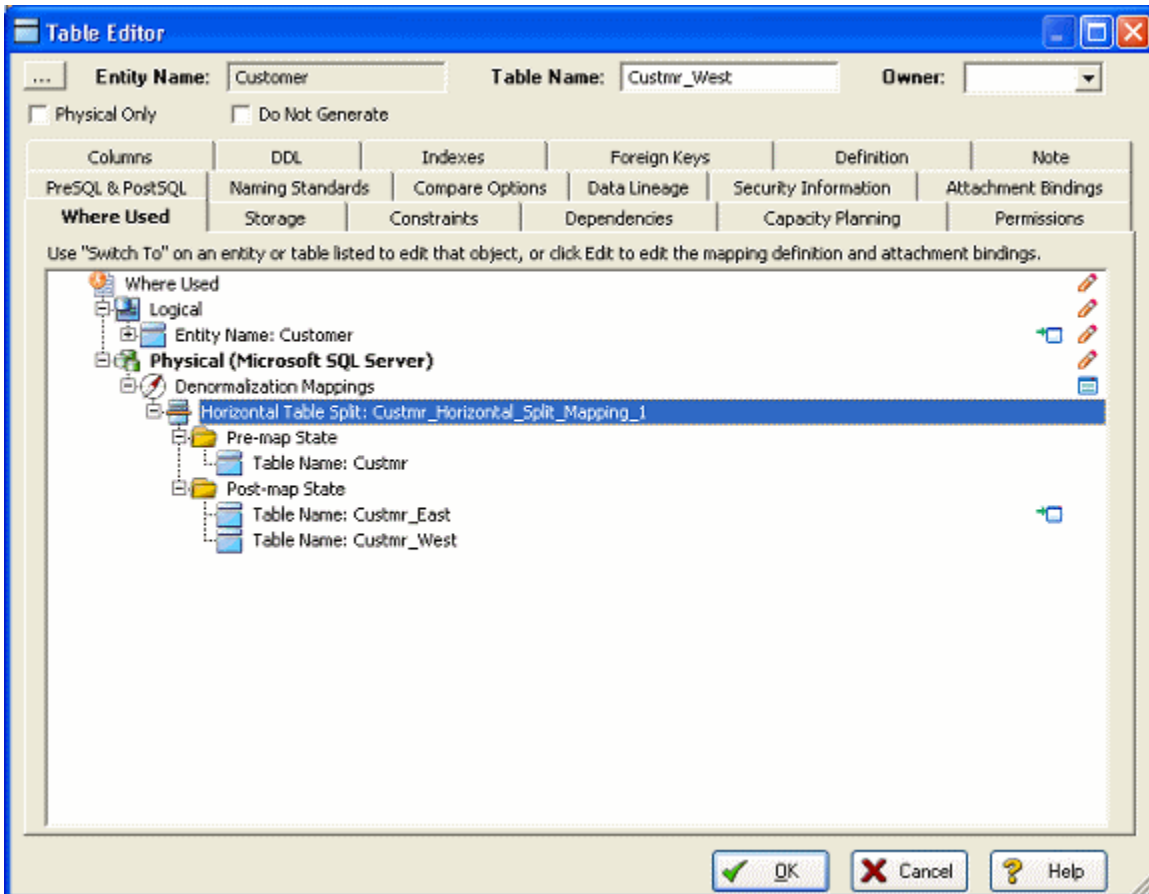 Table Editor
... Entity Name: Customer Table Name: Custmr_West Owner:
Physical Only Do Not Generate
Columns DDL Indexes Foreign Keys Definition Note
PreSQL & PostSQL Naming Standards Compare Options Data Lineage Security Information Attachment Bindings
Where Used Storage Constraints Dependencies Capacity Planning Permissions
Use "Switch To" on an entity or table listed to edit that object, or click Edit to edit the mapping definition and attachment bindings.
Where Used
Logical
Entity Name: Customer
Physical (Microsoft SQL Server)
Denormalization Mappings
Horizontal Table Split: Custmr_Horizontal_Split_Mapping_1
Pre-map State
Table Name: Custmr
Post-map State
Table Name: Custmr_East
Table Name: Custmr_West
OK Cancel Help